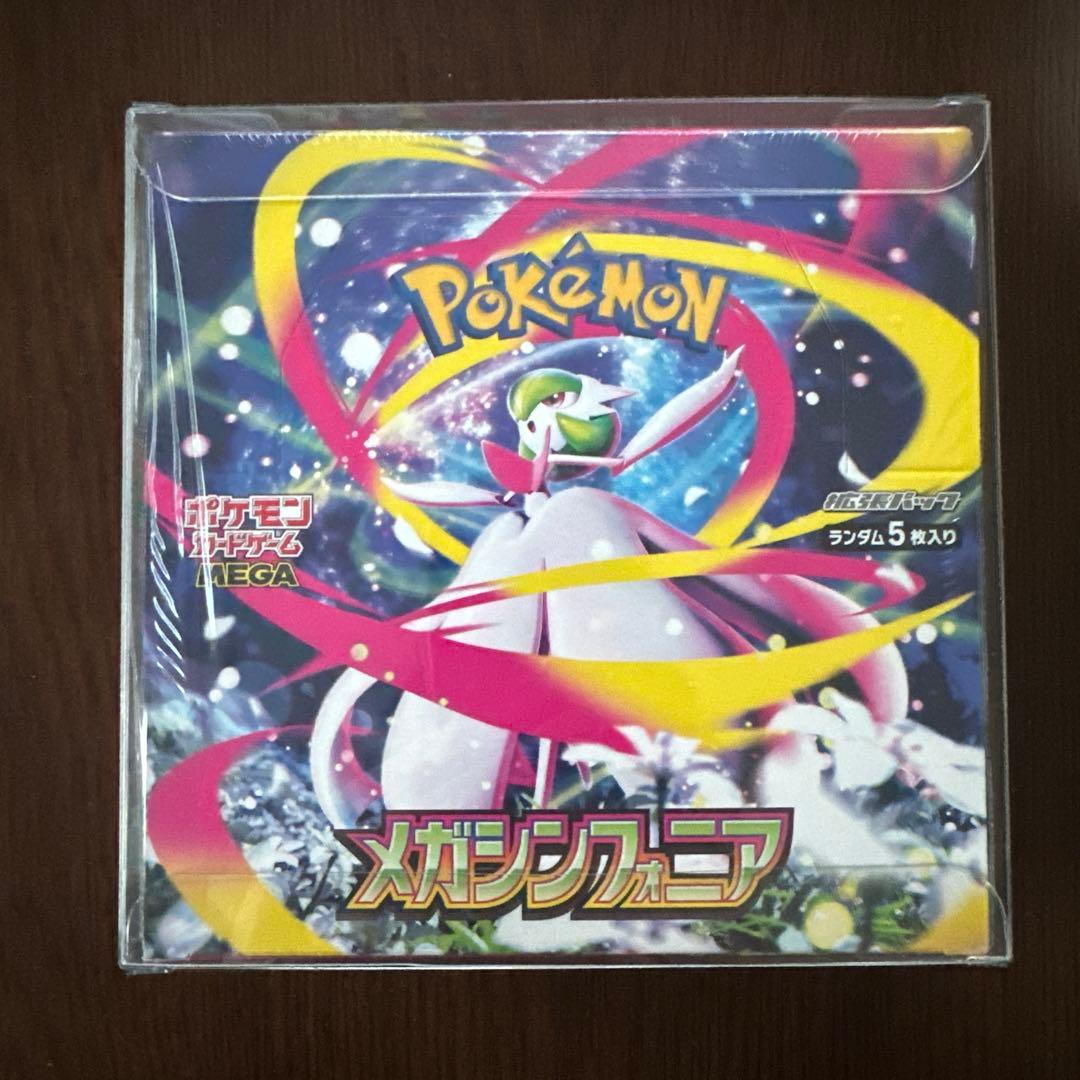 POKéMON
ポケモン
カードゲーム
MEGA
拡張パック
ランダム5枚入り
メガシンフォニア